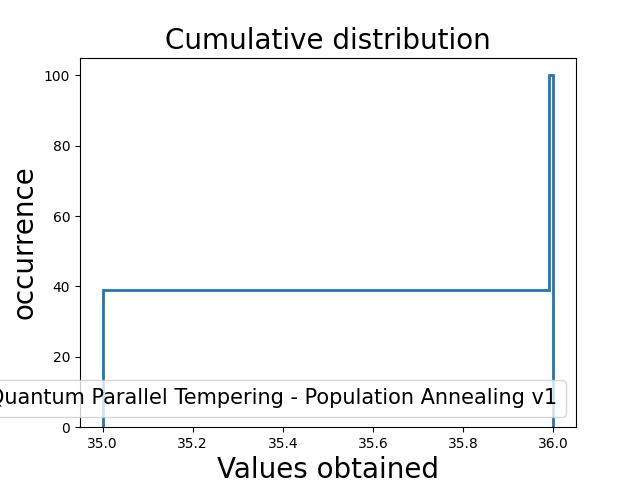 Cumulative distribution
occurrence
100
80
60
40
20
0
Quantum Parallel Tempering - Population Annealing v1
35.0 35.2 35.4 35.6 35.8 36.0
Values obtained